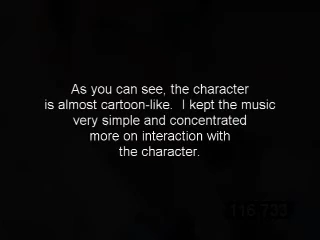 As you can see, the character
is almost cartoon-like.  I kept the music
very simple and concentrated
more on interaction with
the character.
116.733